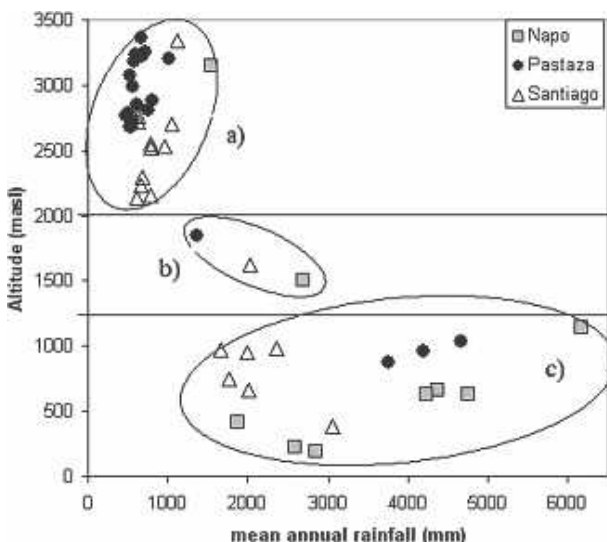 3500
3000
2500
2000
1500
1000
500
0
Altitude (masl)
Napo
Pastaza
Santiago
a)
b)
c)
0 1000 2000 3000 4000 5000 6000
mean annual rainfall (mm)